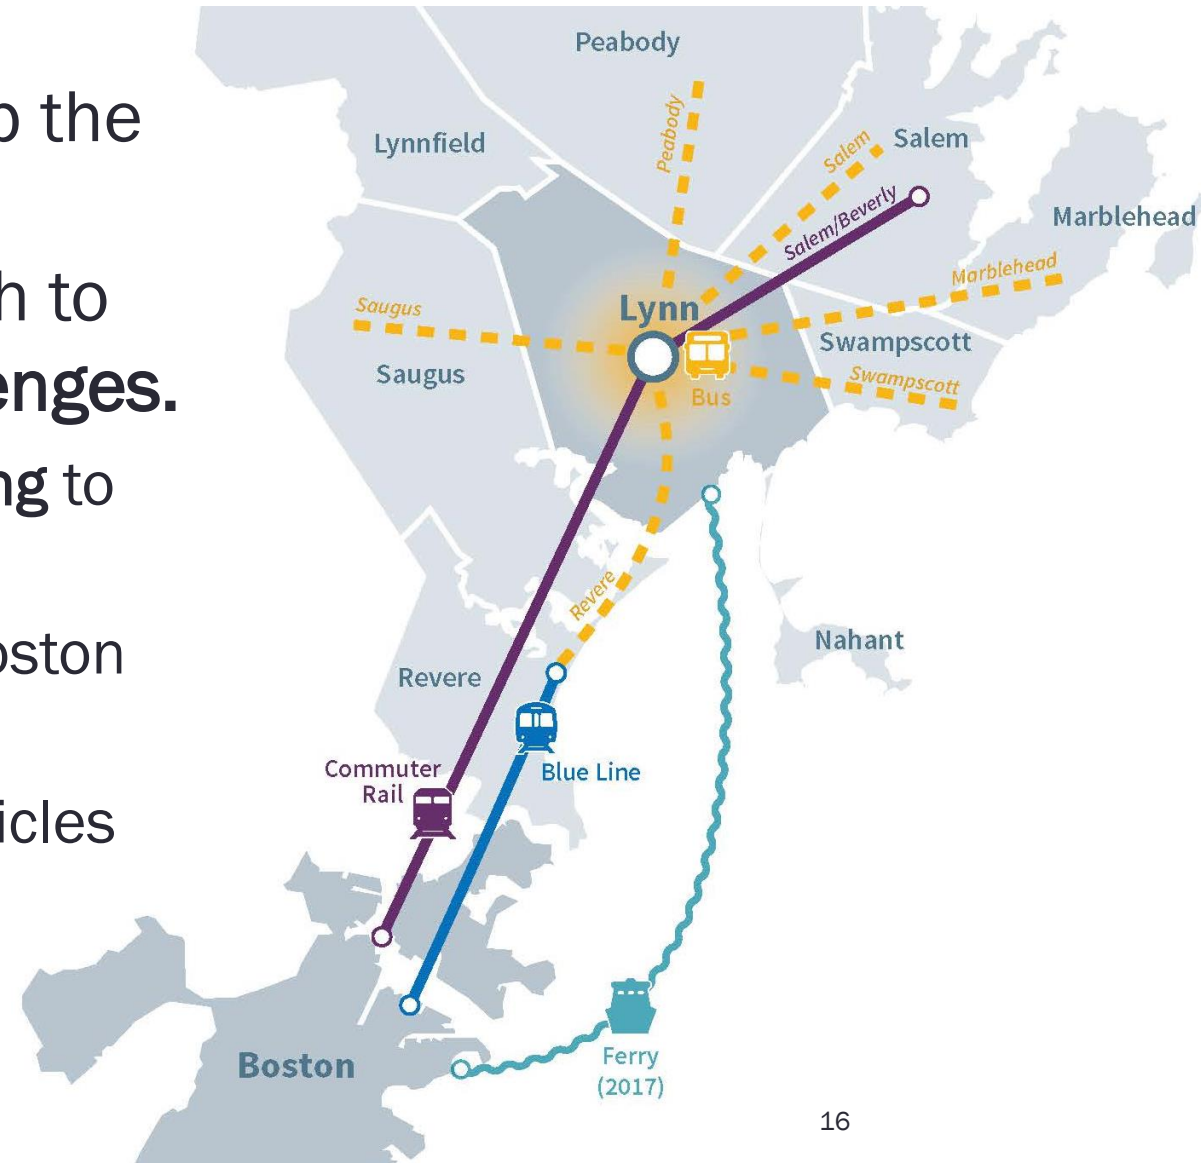 the
to
enges.
ng to
oston
icles
Peabody
Lynnfield
Peabody
Salem
Salem
Salem/Beverly
Marblehead
Marblehead
Lynn
Saugus
Saugus
Swampscott
Swampscott
Bus
Revere
Nahant
Revere
Commuter
Rail
Blue Line
Boston
Ferry
(2017)
16